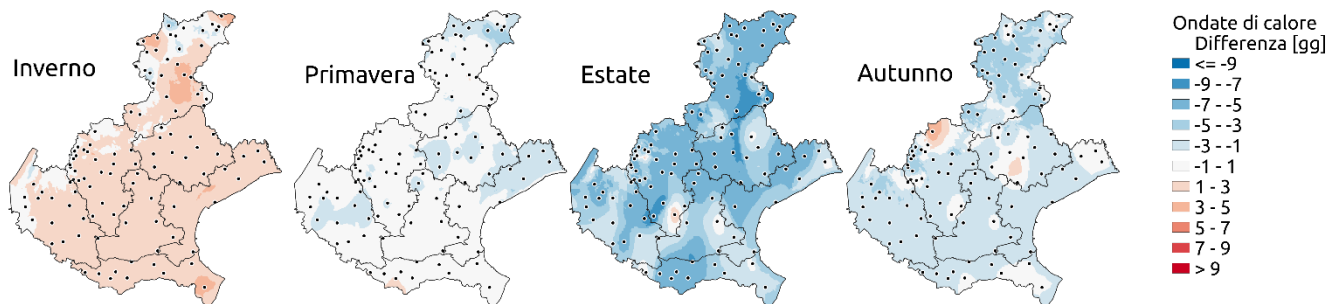 Inverno
Primavera
Estate
Autunno
Ondate di calore
Differenza [gg]
<= -9
-9 - -7
-7 - -5
-5 - -3
-3 - -1
-1 - 1
1 - 3
3 - 5
5 - 7
7 - 9
> 9